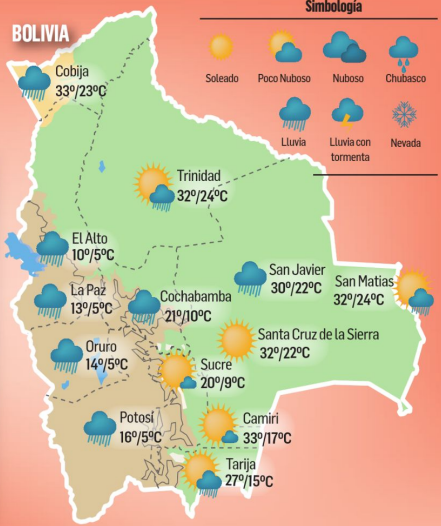 Simbología
BOLIVIA
Soleado
Poco Nuboso
Nuboso
Chubasco
Lluvia
Lluvia con
tormenta
Nevada
Cobija
33º/23ºC
Trinidad
32º/24ºC
El Alto
10º/5ºC
La Paz
13º/5ºC
Cochabamba
21º/10ºC
San Javier
30º/22ºC
San Matias
32º/24ºC
Oruro
14º/5ºC
Santa Cruz de la Sierra
32º/22ºC
Sucre
20º/9ºC
Potosí
16º/5ºC
Camiri
33º/17ºC
Tarija
27º/15ºC